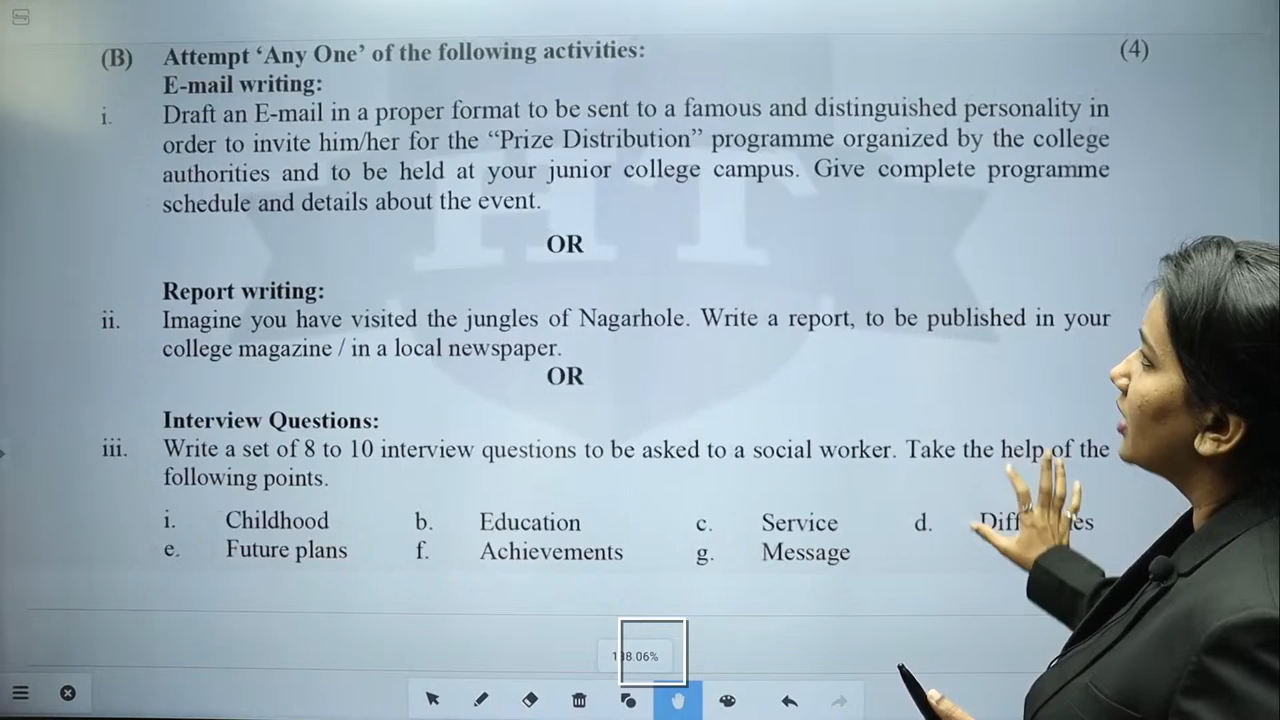 (B) Attempt ‘Any One’ of the following activities: (4)
E-mail writing:
i. Draft an E-mail in a proper format to be sent to a famous and distinguished personality in
order to invite him/her for the “Prize Distribution” programme organized by the college
authorities and to be held at your junior college campus. Give complete programme
schedule and details about the event.
OR
Report writing:
ii. Imagine you have visited the jungles of Nagarhole. Write a report, to be published in your
college magazine / in a local newspaper.
OR
Interview Questions:
iii. Write a set of 8 to 10 interview questions to be asked to a social worker. Take the help of the
following points.
i. Childhood b. Education c. Service d.
e. Future plans f. Achievements g. Message